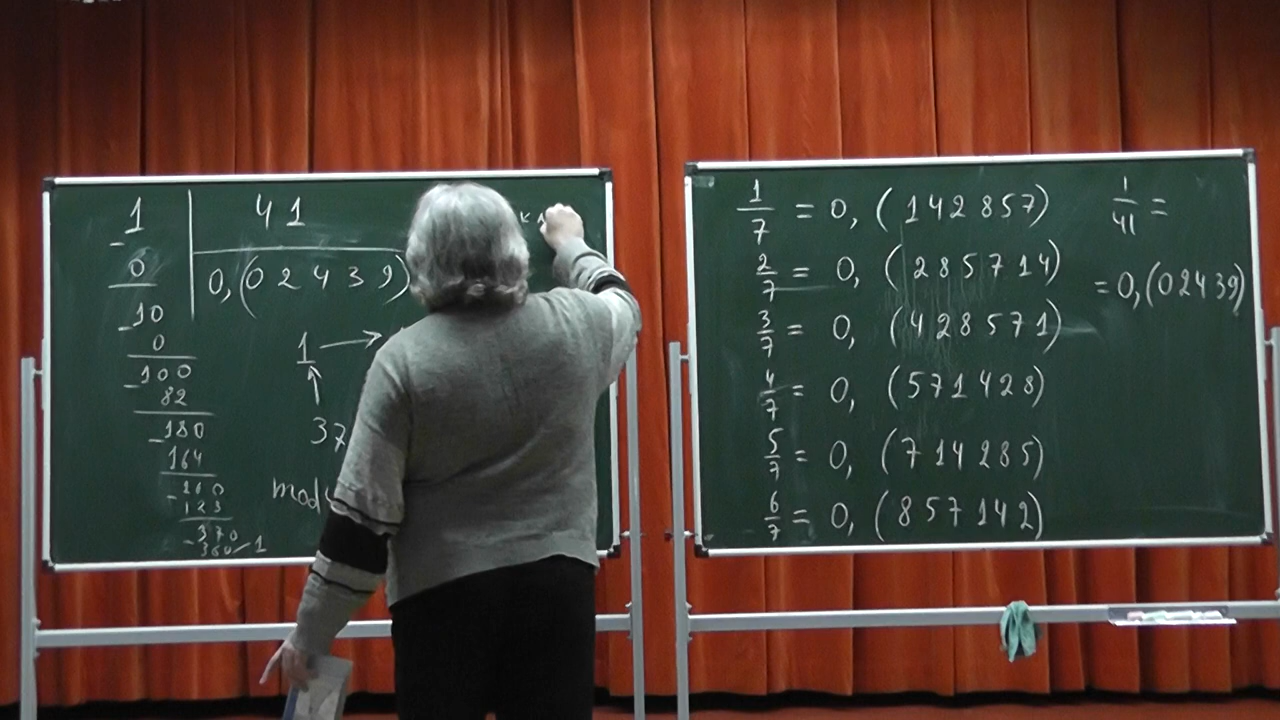 1 | 41
- 0 | 0,(02439)
- 10
0
- 100
82
- 180
164
- 160
- 123
- 370
360 1
1 →
↑
37
mod
к
1/7 = 0, (142857)
2/7 = 0, (285714)
3/7 = 0, (428571)
4/7 = 0, (571428)
5/7 = 0, (714285)
6/7 = 0, (857142)
1/41 =
= 0,(02439)